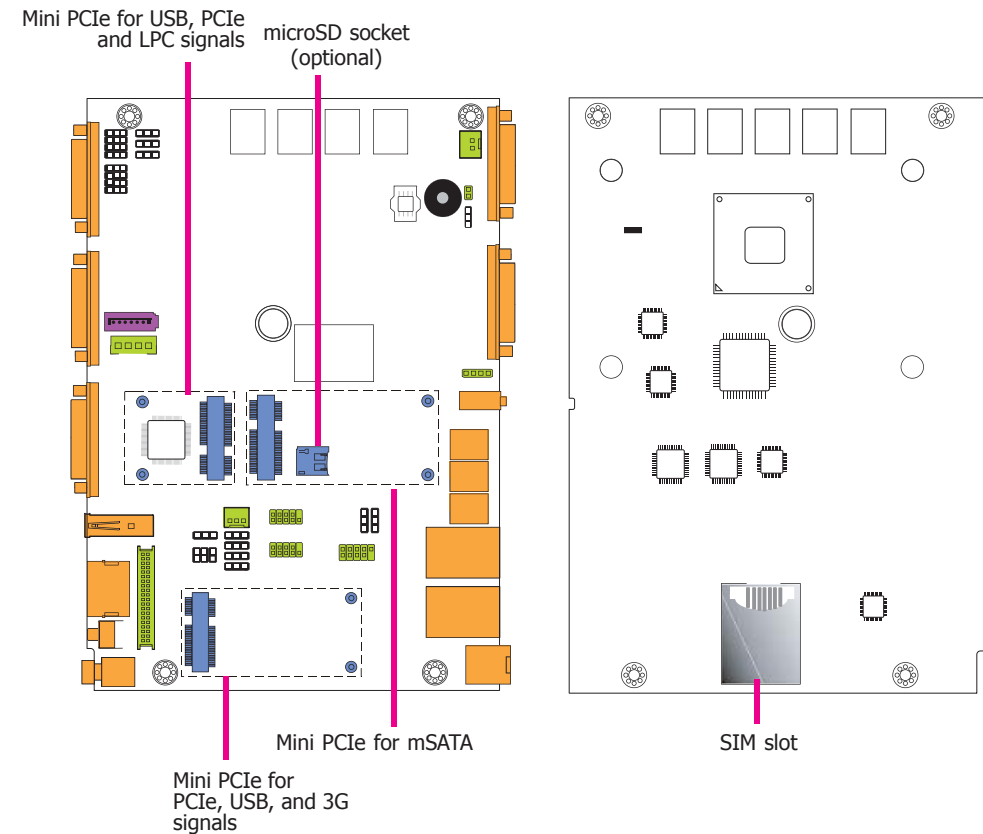 Mini PCIe for USB, PCIe
and LPC signals
microSD socket
(optional)
Mini PCIe for mSATA
SIM slot
Mini PCIe for
PCIe, USB, and 3G
signals